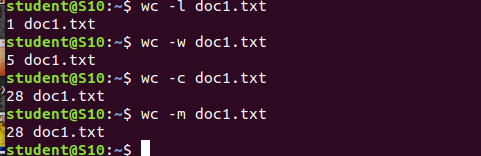 student@S10:~$ wc -l doc1.txt
1 doc1.txt
student@S10:~$ wc -w doc1.txt
5 doc1.txt
student@S10:~$ wc -c doc1.txt
28 doc1.txt
student@S10:~$ wc -m doc1.txt
28 doc1.txt
student@S10:~$